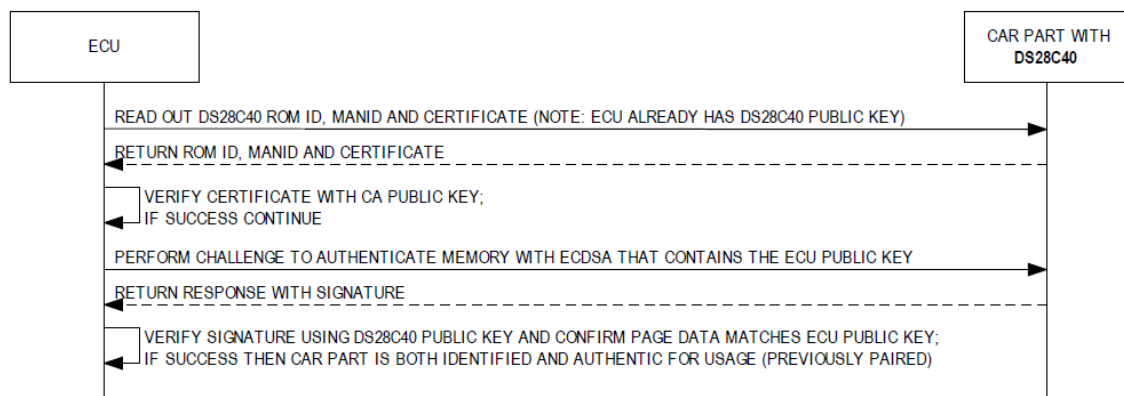 ECU
CAR PART WITH
DS28C40
READ OUT DS28C40 ROM ID, MANID AND CERTIFICATE (NOTE: ECU ALREADY HAS DS28C40 PUBLIC KEY)
RETURN ROM ID, MANID AND CERTIFICATE
VERIFY CERTIFICATE WITH CA PUBLIC KEY;
IF SUCCESS CONTINUE
PERFORM CHALLENGE TO AUTHENTICATE MEMORY WITH ECDSA THAT CONTAINS THE ECU PUBLIC KEY
RETURN RESPONSE WITH SIGNATURE
VERIFY SIGNATURE USING DS28C40 PUBLIC KEY AND CONFIRM PAGE DATA MATCHES ECU PUBLIC KEY;
IF SUCCESS THEN CAR PART IS BOTH IDENTIFIED AND AUTHENTIC FOR USAGE (PREVIOUSLY PAIRED)